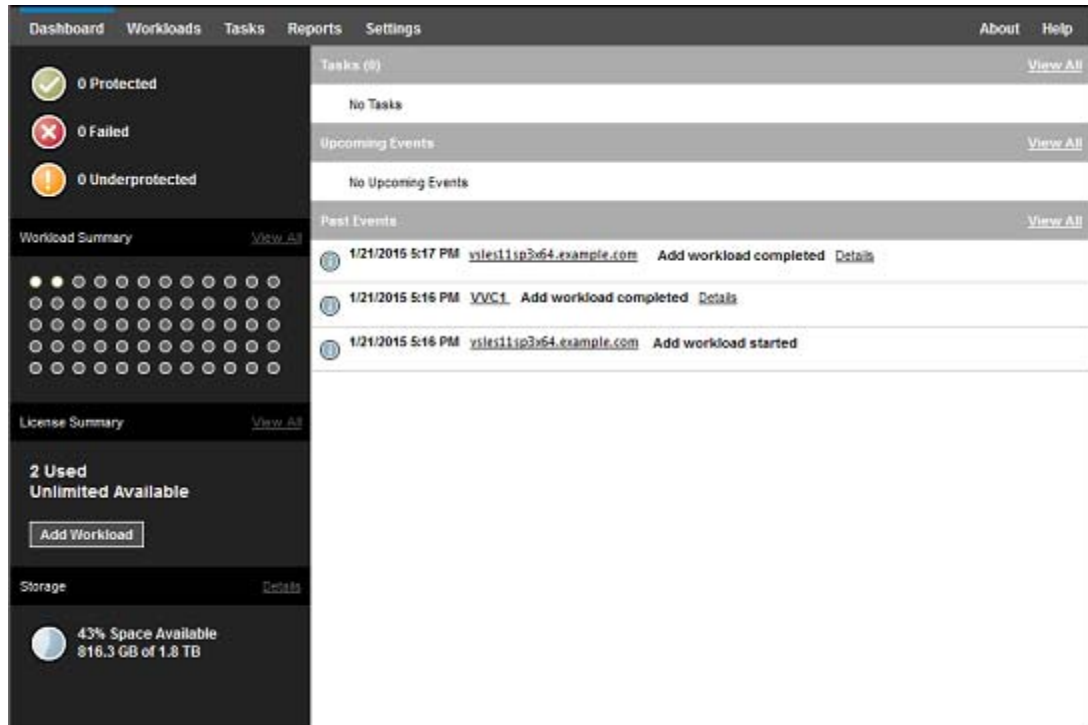 Dashboard Workloads Tasks Reports Settings About Help
0 Protected
0 Failed
0 Underprotected
Workload Summary View All
License Summary View All
2 Used
Unlimited Available
Add Workload
Storage Details
43% Space Available
816.3 GB of 1.8 TB
Tasks (0) View All
No Tasks
Upcoming Events View All
No Upcoming Events
Past Events View All
1/21/2015 5:17 PM vsles11sp3x64.example.com Add workload completed Details
1/21/2015 5:16 PM VVC1 Add workload completed Details
1/21/2015 5:16 PM vsles11sp3x64.example.com Add workload started